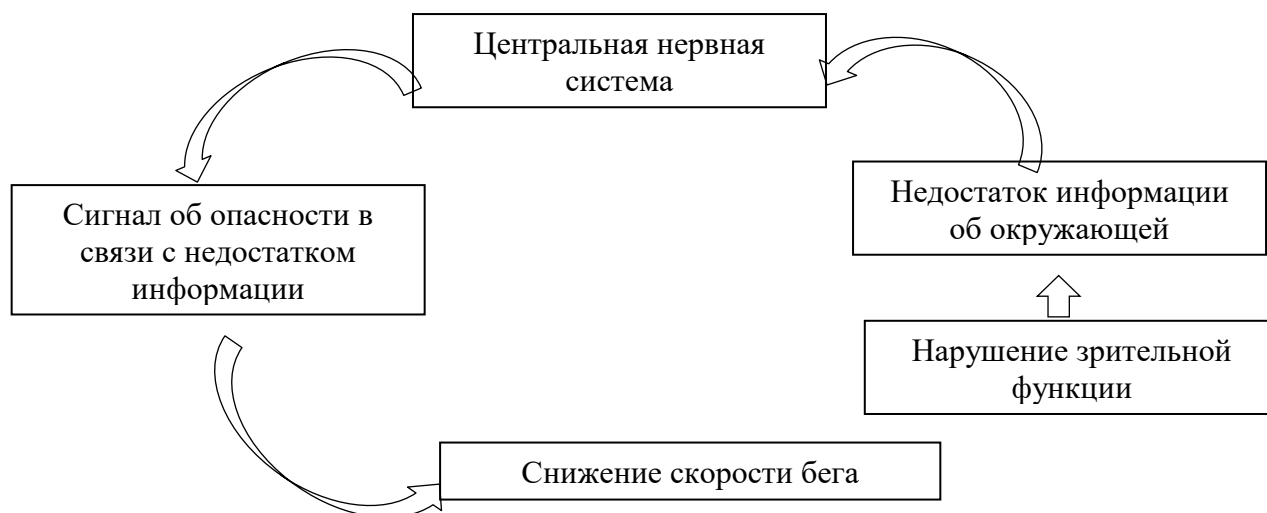 Центральная нервная
система
Сигнал об опасности в
связи с недостатком
информации
Недостаток информации
об окружающей
Нарушение зрительной
функции
Снижение скорости бега